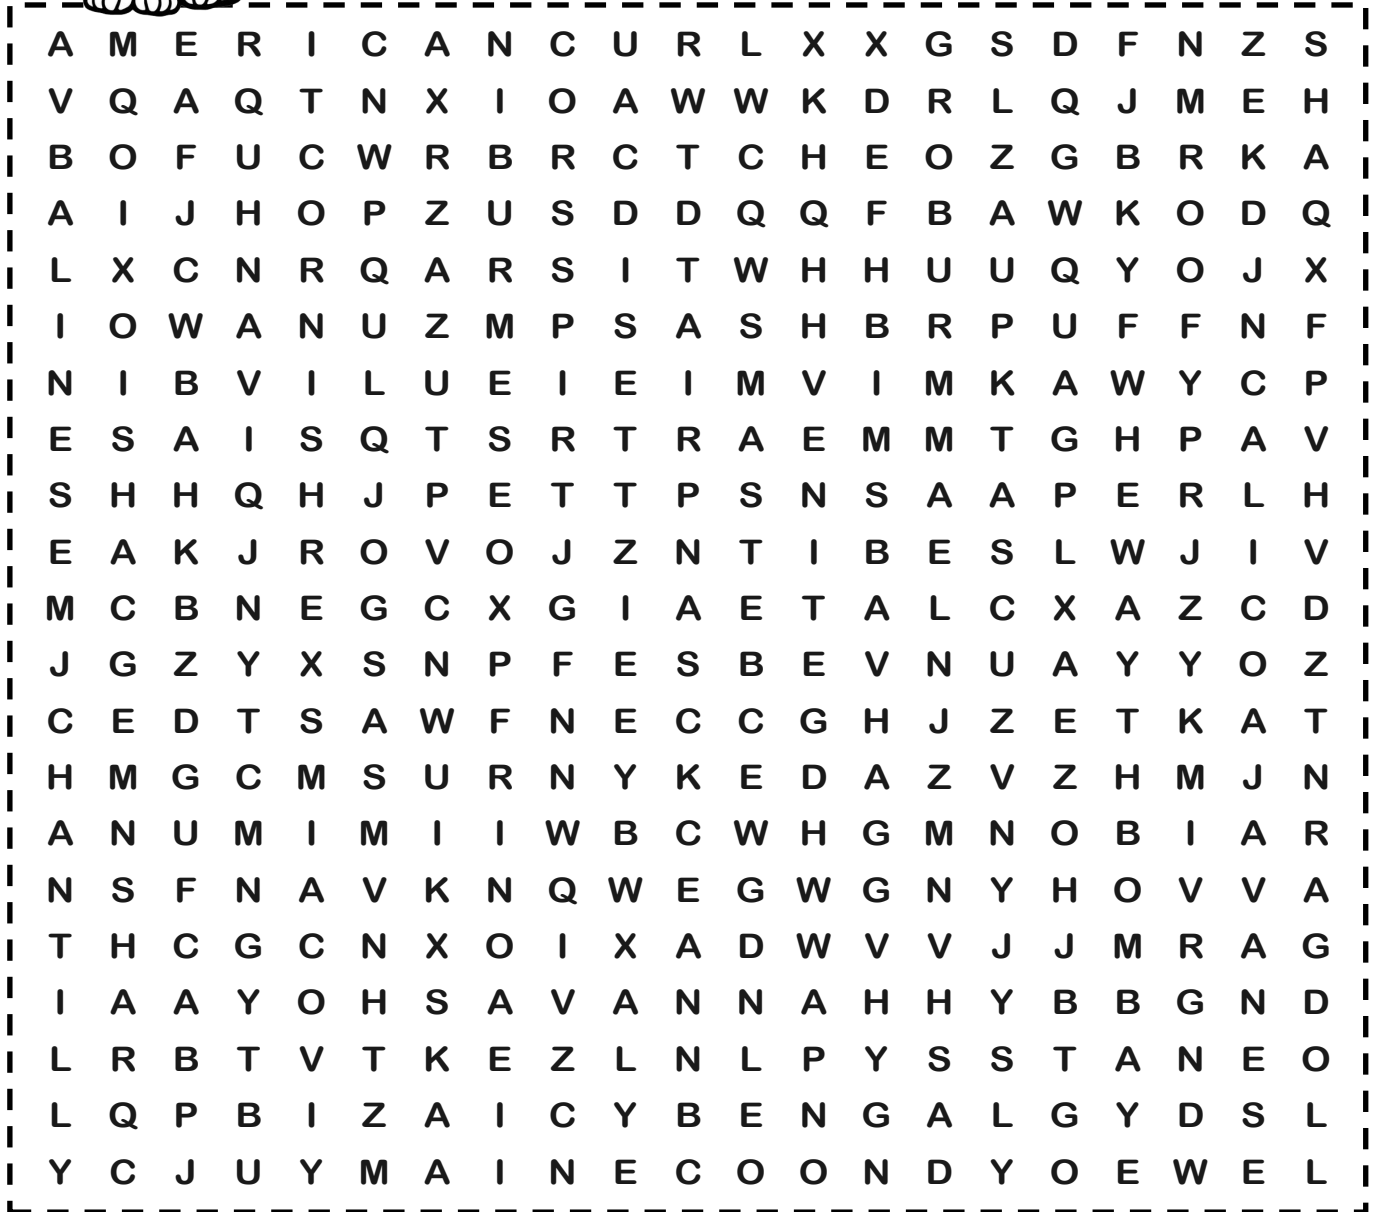 A M E R I C A N C U R L X X G S D F N Z S
V Q A Q T N X I O A W W K D R L Q J M E H
B O F U C W R B R C T C H E O Z G B R K A
A I J H O P Z U S D D Q Q F B A W K O D Q
L X C N R Q A R S I T W H H U U Q Y O J X
I O W A N U Z M P S A S H B R P U F F N F
N I B V I L U E I E I M V I M K A W Y C P
E S A I S Q T S R T R A E M M T G H P A V
S H H Q H J P E T T P S N S A A P E R L H
E A K J R O V O J Z N T I B E S L W J I V
M C B N E G C X G I A E T A L C X A Z C D
J G Z Y X S N P F E S B E V N U A Y Y O Z
C E D T S A W F N E C C G H J Z E T K A T
H M G C M S U R N Y K E D A Z V Z H M J N
A N U M I M I I W B C W H G M N O B I A R
N S F N A V K N Q W E G W G N Y H O V V A
T H C G C N X O I X A D W V V J J M R A G
I A A Y O H S A V A N N A H H Y B B G N D
L R B T V T K E Z L N L P Y S S T A N E O
L Q P B I Z A I C Y B E N G A L G Y D S L
Y C J U Y M A I N E C O O N D Y O E W E L